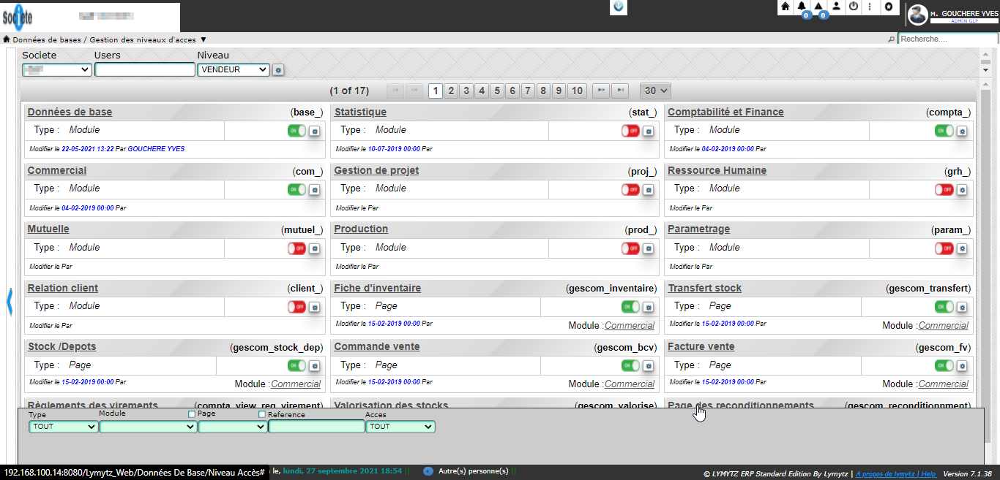 Societe
M. GOUCHERE YVES
ADMIN GLP
0 0
Données de bases / Gestion des niveaux d'acces ▼
Recherche....
Societe Users Niveau
VENDEUR
(1 of 17) 1 2 3 4 5 6 7 8 9 10 30
Données de base (base_) Statistique (stat_) Comptabilité et Finance (compta_)
Type : Module ON Type : Module OFF Type : Module ON
Modifier le 22-05-2021 13:22 Par GOUCHERE YVES Modifier le 10-07-2019 00:00 Par Modifier le 04-02-2019 00:00 Par
Commercial (com_) Gestion de projet (proj_) Ressource Humaine (grh_)
Type : Module ON Type : Module OFF Type : Module OFF
Modifier le 04-02-2019 00:00 Par Modifier le Par Modifier le Par
Mutuelle (mutuel_) Production (prod_) Parametrage (param_)
Type : Module OFF Type : Module OFF Type : Module OFF
Modifier le Par Modifier le Par Modifier le Par
Relation client (client_) Fiche d'inventaire (gescom_inventaire) Transfert stock (gescom_transfert)
Type : Module OFF Type : Page ON Type : Page ON
Modifier le Par Modifier le 15-02-2019 00:00 Par Module :Commercial Modifier le 15-02-2019 00:00 Par Module :Commercial
Stock /Depots (gescom_stock_dep) Commande vente (gescom_bcv) Facture vente (gescom_fv)
Type : Page ON Type : Page ON Type : Page ON
Modifier le 15-02-2019 00:00 Par Module :Commercial Modifier le 15-02-2019 00:00 Par Module :Commercial Modifier le 15-02-2019 00:00 Par Module :Commercial
Règlements des virements (compta_view_reg_virement) Valorisation des stocks (gescom_valorise) Page des reconditionnements (gescom_reconditionnment)
Type Module Page Reference Acces
TOUT TOUT
192.168.100.14:8080/Lymytz_Web/Données De Base/Niveau Accès# le, lundi, 27 septembre 2021 18:54 || Autre(s) personne(s) ||
© LYMYTZ ERP Standard Edition By Lymytz | A propos de lymytz | Help Version 7.1.38